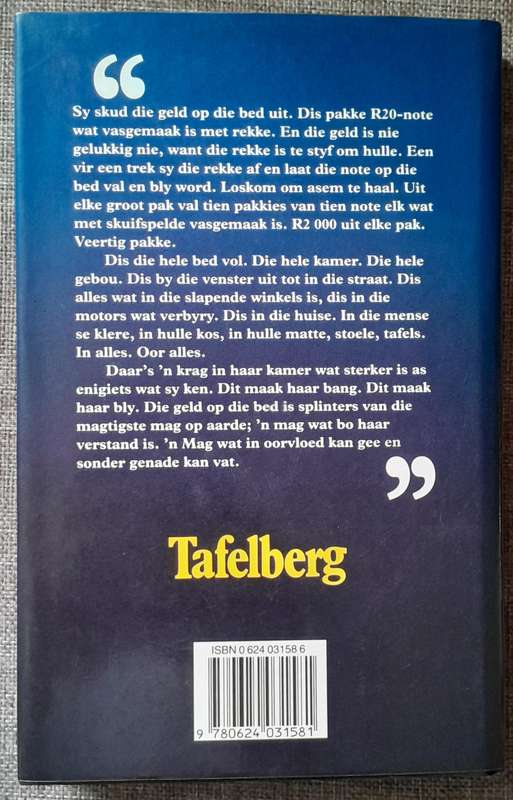 “
Sy skud die geld op die bed uit. Dis pakke R20-note
wat vasgemaak is met rekke. En die geld is nie
gelukkig nie, want die rekke is te styf om hulle. Een
vir een trek sy die rekke af en laat die note op die
bed val en bly word. Loskom om asem te haal. Uit
elke groot pak val tien pakkies van tien note elk wat
met skuifspelde vasgemaak is. R2 000 uit elke pak.
Veertig pakke.
Dis die hele bed vol. Die hele kamer. Die hele
gebou. Dis by die venster uit tot in die straat. Dis
alles wat in die slapende winkels is, dis in die
motors wat verbyry. Dis in die huise. In die mense
se klere, in hulle kos, in hulle matte, stoele, tafels.
In alles. Oor alles.
Daar’s ’n krag in haar kamer wat sterker is as
enigiets wat sy ken. Dit maak haar bang. Dit maak
haar bly. Die geld op die bed is splinters van die
magtigste mag op aarde; ’n mag wat bo haar
verstand is. ’n Mag wat in oorvloed kan gee en
sonder genade kan vat.
”
Tafelberg
ISBN 0 624 03158 6
9 780624 031581